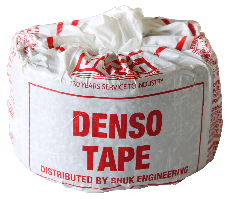 50 YEARS SERVICE TO INDUSTRY
DENSO
TAPE
DISTRIBUTED BY SHUK ENGINEERING